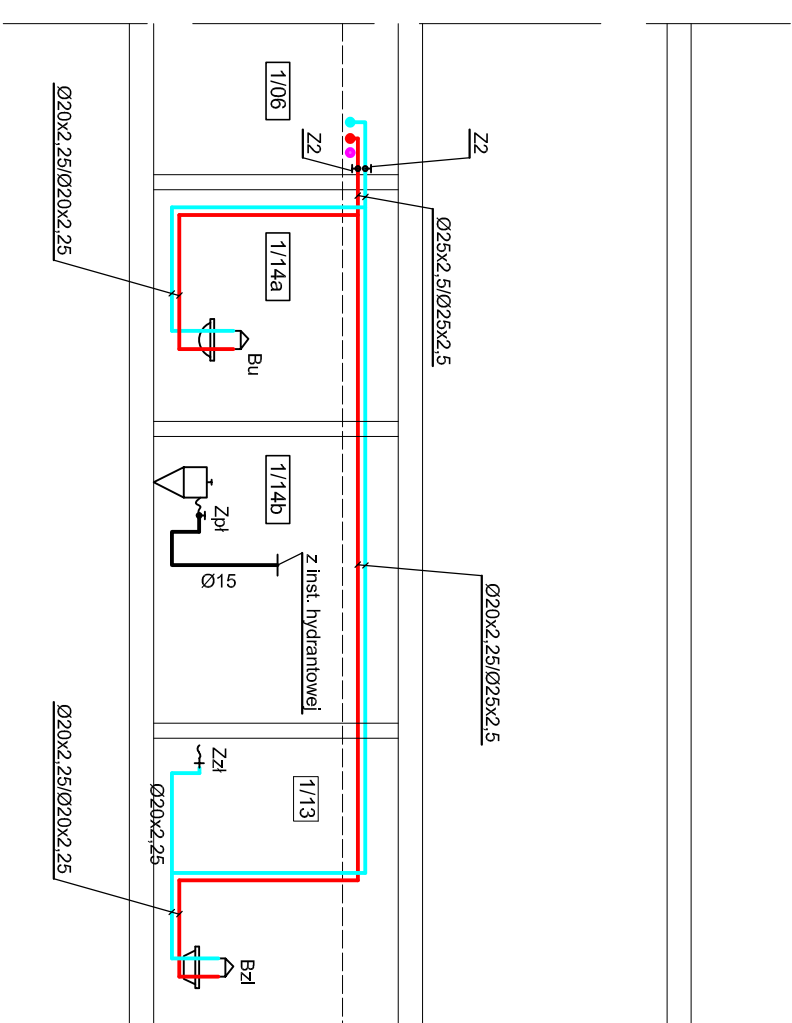 Z2
Ø25x2,5/Ø25x2,5
Ø20x2,25/Ø25x2,5
1/06
Z2
Ø20x2,25/Ø20x2,25
1/14a
Bu
1/14b
Zpł
Ø15
z inst. hydrantowej
1/13
Zzł
Ø20x2,25
Ø20x2,25/Ø20x2,25
Bzl